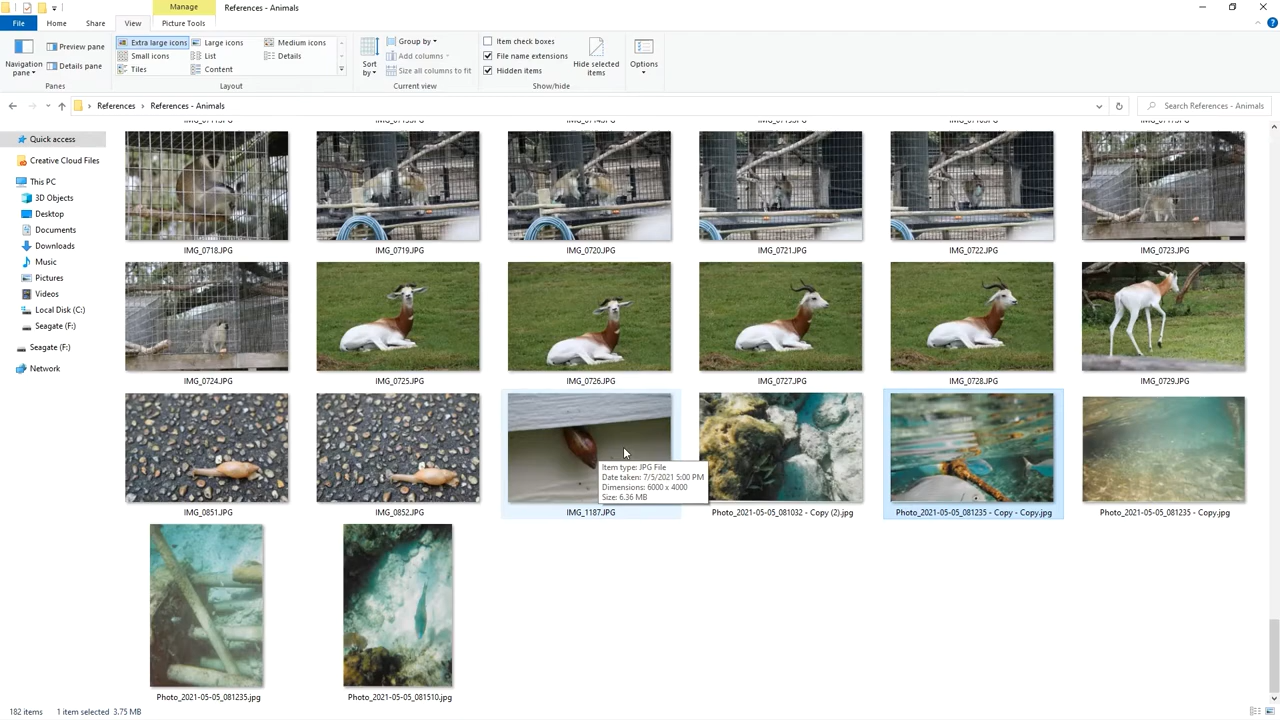 Manage
References - Animals
File
Home
Share
View
Picture Tools
Navigation pane
Preview pane
Details pane
Panes
Extra large icons
Large icons
Medium icons
Small icons
List
Details
Tiles
Content
Layout
Sort by
Group by
Add columns
Size all columns to fit
Current view
Item check boxes
File name extensions
Hidden items
Hide selected items
Show/hide
Options
References
References - Animals
Search References - Animals
Quick access
Creative Cloud Files
This PC
3D Objects
Desktop
Documents
Downloads
Music
Pictures
Videos
Local Disk (C:)
Seagate (F:)
Seagate (F:)
Network
IMG_0718.JPG
IMG_0719.JPG
IMG_0720.JPG
IMG_0721.JPG
IMG_0722.JPG
IMG_0723.JPG
IMG_0724.JPG
IMG_0725.JPG
IMG_0726.JPG
IMG_0727.JPG
IMG_0728.JPG
IMG_0729.JPG
Item type: JPG File
Date taken: 7/5/2021 5:00 PM
Dimensions: 6000 x 4000
Size: 6.36 MB
IMG_0851.JPG
IMG_0852.JPG
IMG_1187.JPG
Photo_2021-05-05_081032 - Copy (2).jpg
Photo_2021-05-05_081235 - Copy - Copy.jpg
Photo_2021-05-05_081235 - Copy.jpg
Photo_2021-05-05_081235.jpg
Photo_2021-05-05_081510.jpg
182 items
1 item selected 3.75 MB